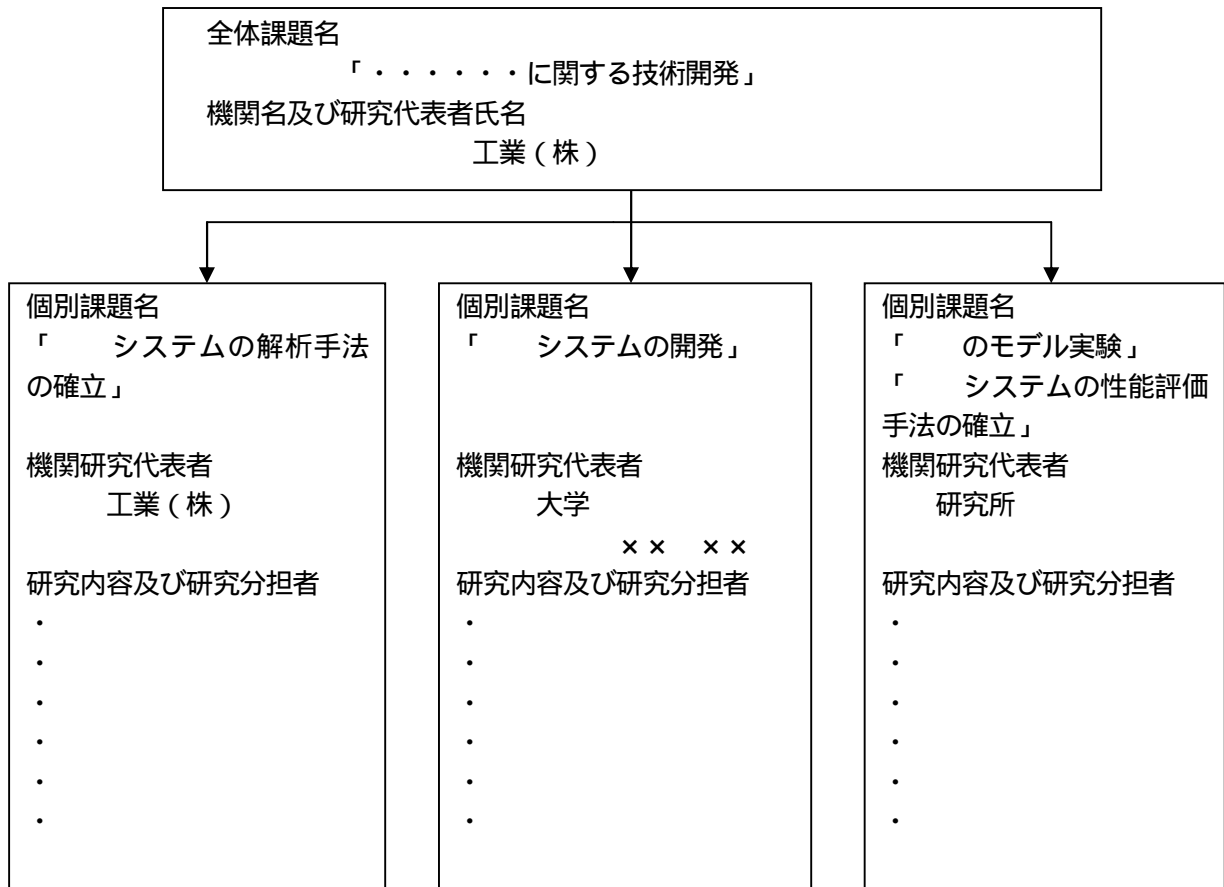 全体課題名
「・・・・・・に関する技術開発」
機関名及び研究代表者氏名
工業(株)
個別課題名
「　　システムの解析手法
の確立」
機関研究代表者
工業(株)
研究内容及び研究分担者
・
・
・
・
・
・
個別課題名
「　　システムの開発」
機関研究代表者
大学
××　××
研究内容及び研究分担者
・
・
・
・
・
・
個別課題名
「　　のモデル実験」
「　　システムの性能評価
手法の確立」
機関研究代表者
研究所
研究内容及び研究分担者
・
・
・
・
・
・